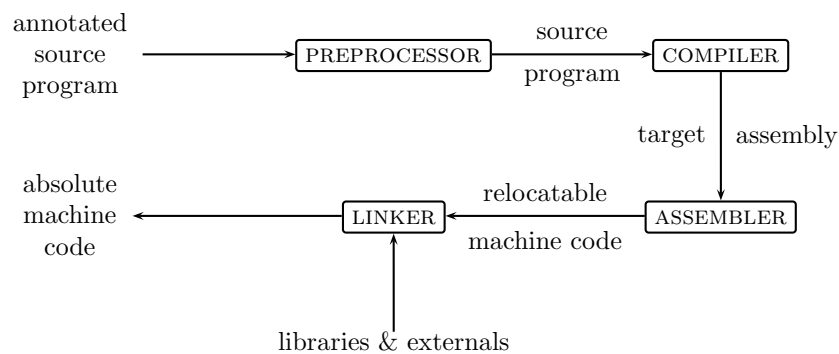 annotated
source
program
PREPROCESSOR
source
program
COMPILER
target assembly
absolute
machine
code
LINKER
relocatable
machine code
ASSEMBLER
libraries & externals